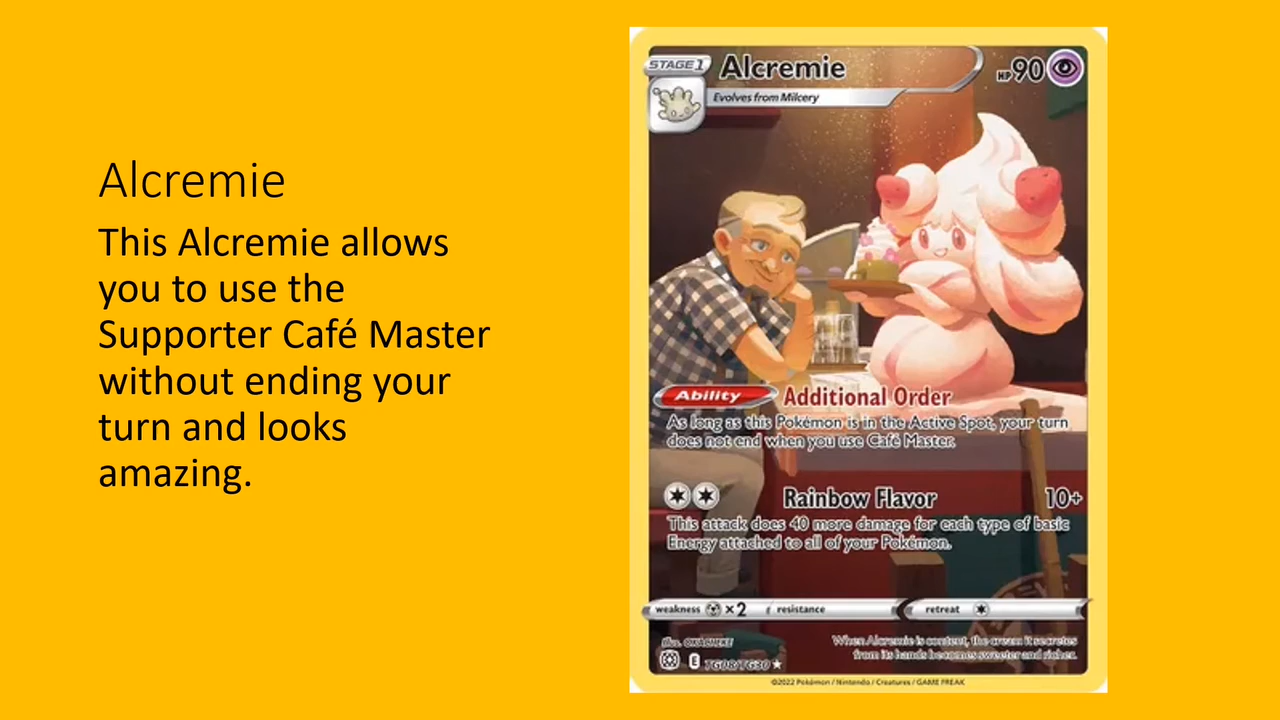 Alcremie
This Alcremie allows
you to use the
Supporter Café Master
without ending your
turn and looks
amazing.
STAGE1
Alcremie
HP90
Evolves from Milcery
Ability Additional Order
As long as this Pokémon is in the Active Spot, your turn
does not end when you use Café Master.
Rainbow Flavor 10+
This attack does 40 more damage for each type of basic
Energy attached to all of your Pokémon.
weakness ×2 resistance retreat
Illus. OKACHEKE
When Alcremie is content, the cream it secretes
from its hands becomes sweeter and richer.
E TG08/TG30
©2022 Pokémon / Nintendo / Creatures / GAME FREAK